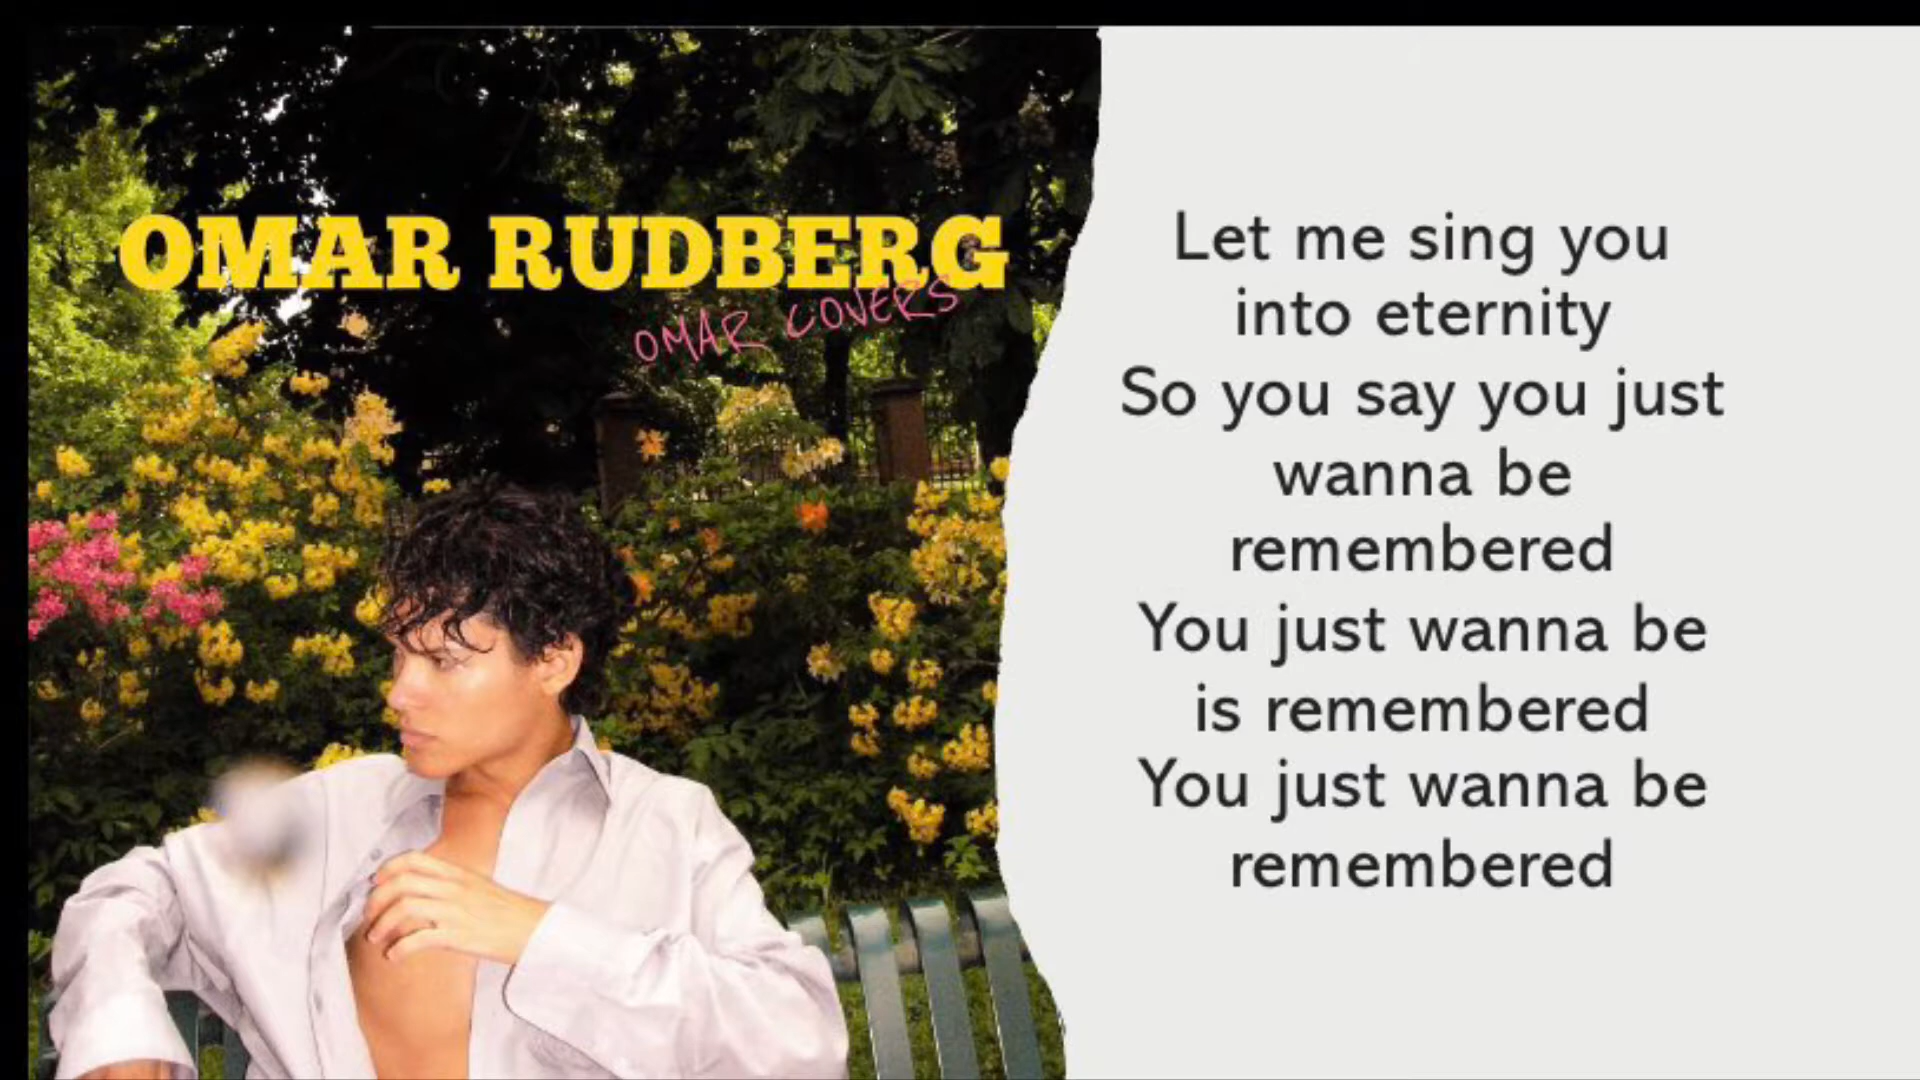 OMAR RUDBERG
OMAR COVERS
Let me sing you
into eternity
So you say you just
wanna be
remembered
You just wanna be
is remembered
You just wanna be
remembered